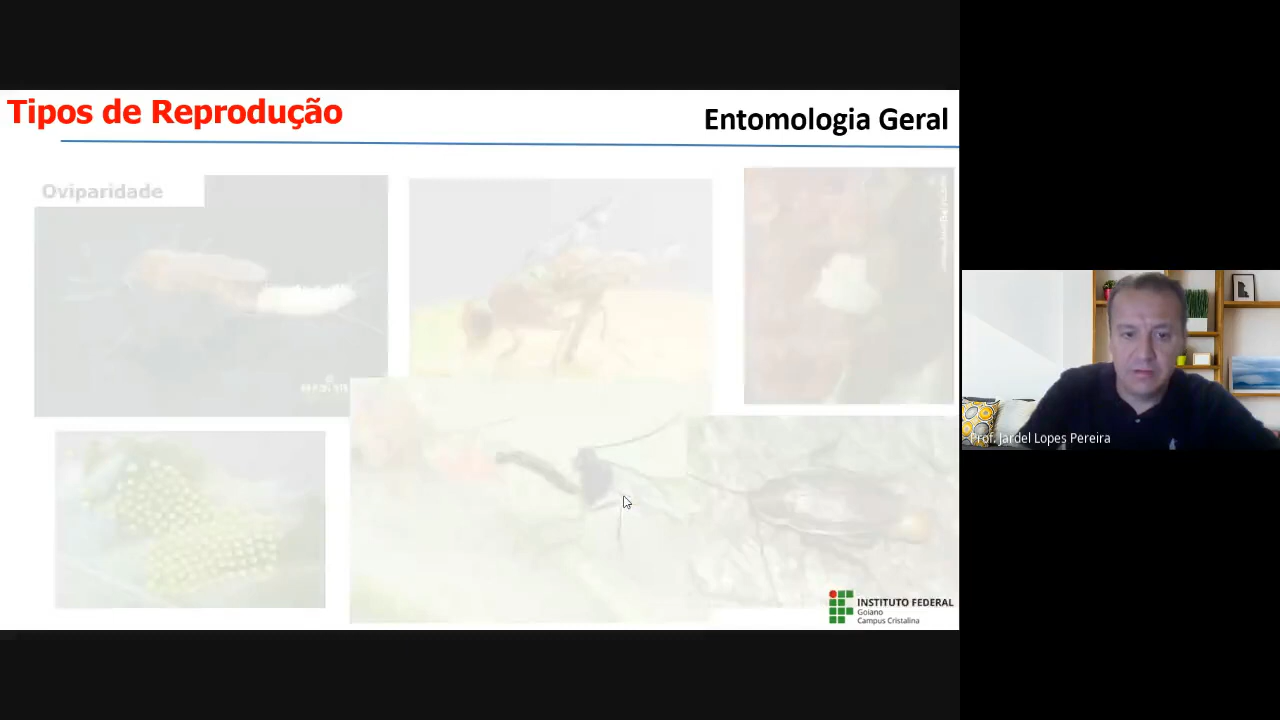 Tipos de Reprodução
Entomologia Geral
Oviparidade
Prof. Jardel Lopes Pereira
INSTITUTO FEDERAL
Goiano
Campus Cristalina